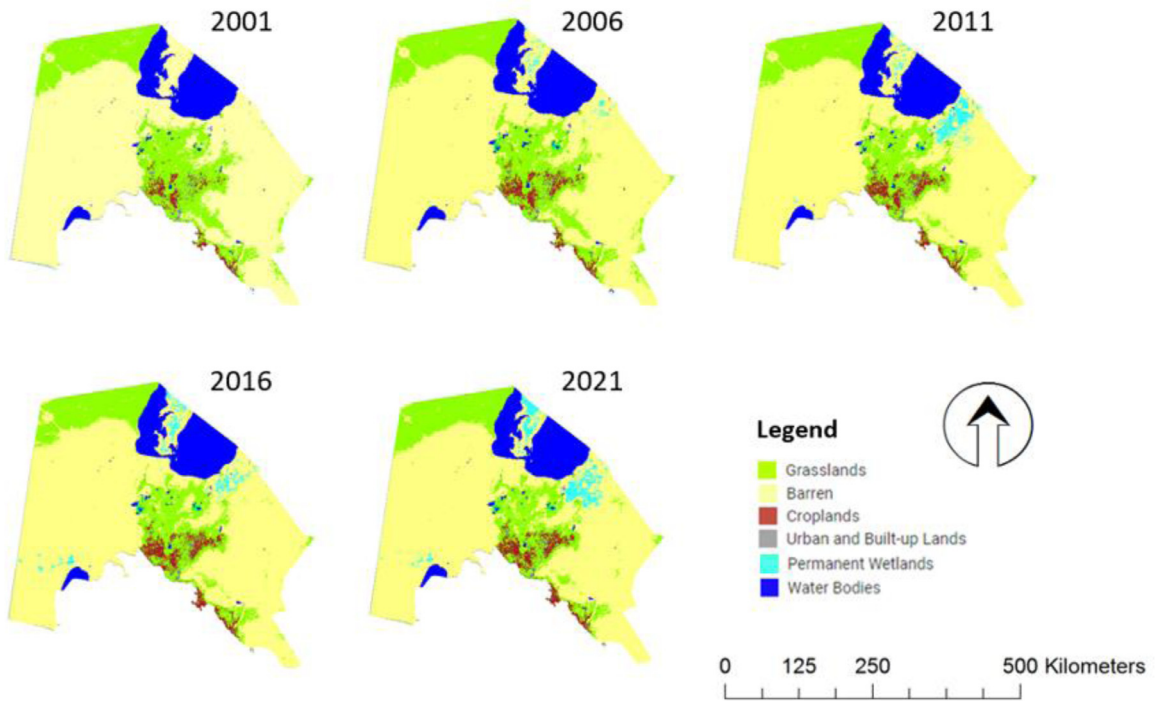 2001
2006
2011
2016
2021
Legend
Grasslands
Barren
Croplands
Urban and Built-up Lands
Permanent Wetlands
Water Bodies
0 125 250 500 Kilometers